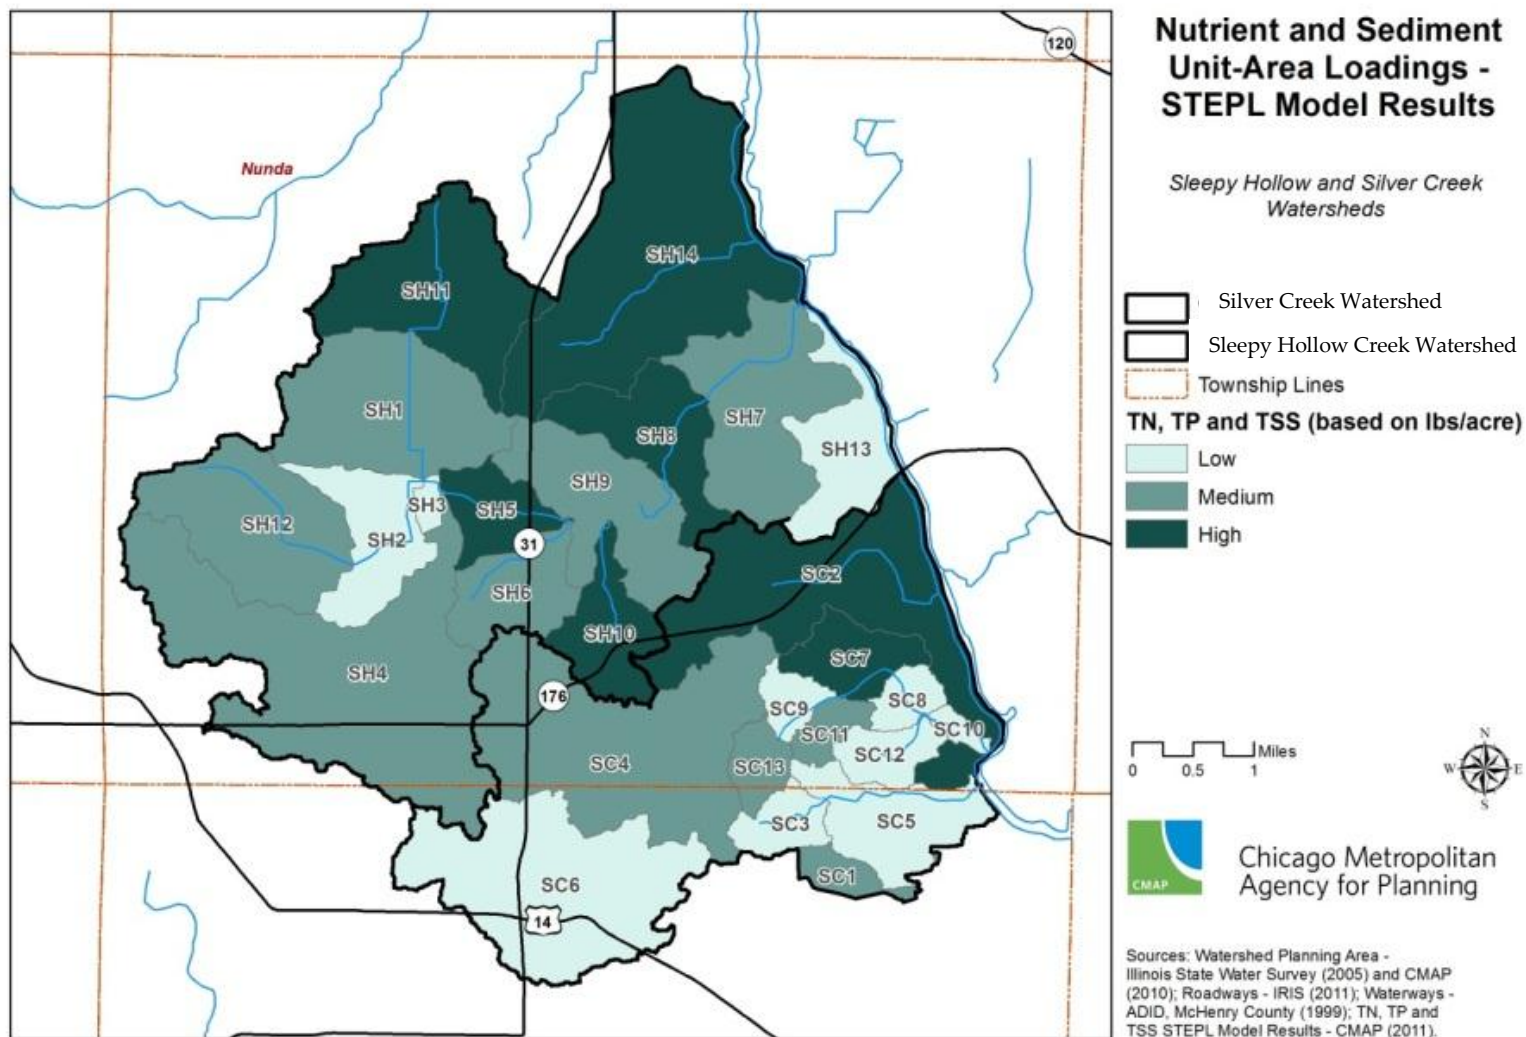 Nutrient and Sediment
Unit-Area Loadings -
STEPL Model Results
Sleepy Hollow and Silver Creek
Watersheds
Silver Creek Watershed
Sleepy Hollow Creek Watershed
Township Lines
TN, TP and TSS (based on lbs/acre)
Low
Medium
High
120
Nunda
SH14
SH11
SH1
SH7
SH8
SH13
SH9
SH3
SH5
SH12
SH2
31
SC2
SH6
SH10
SC7
SH4
176
SC9
SC8
SC11
SC10
SC12
SC4
SC13
SC3
SC5
SC1
SC6
14
Miles
0 0.5 1
N
W E
S
CMAP
Chicago Metropolitan
Agency for Planning
Sources: Watershed Planning Area -
Illinois State Water Survey (2005) and CMAP
(2010); Roadways - IRIS (2011); Waterways -
ADID, McHenry County (1999); TN, TP and
TSS STEPL Model Results - CMAP (2011).